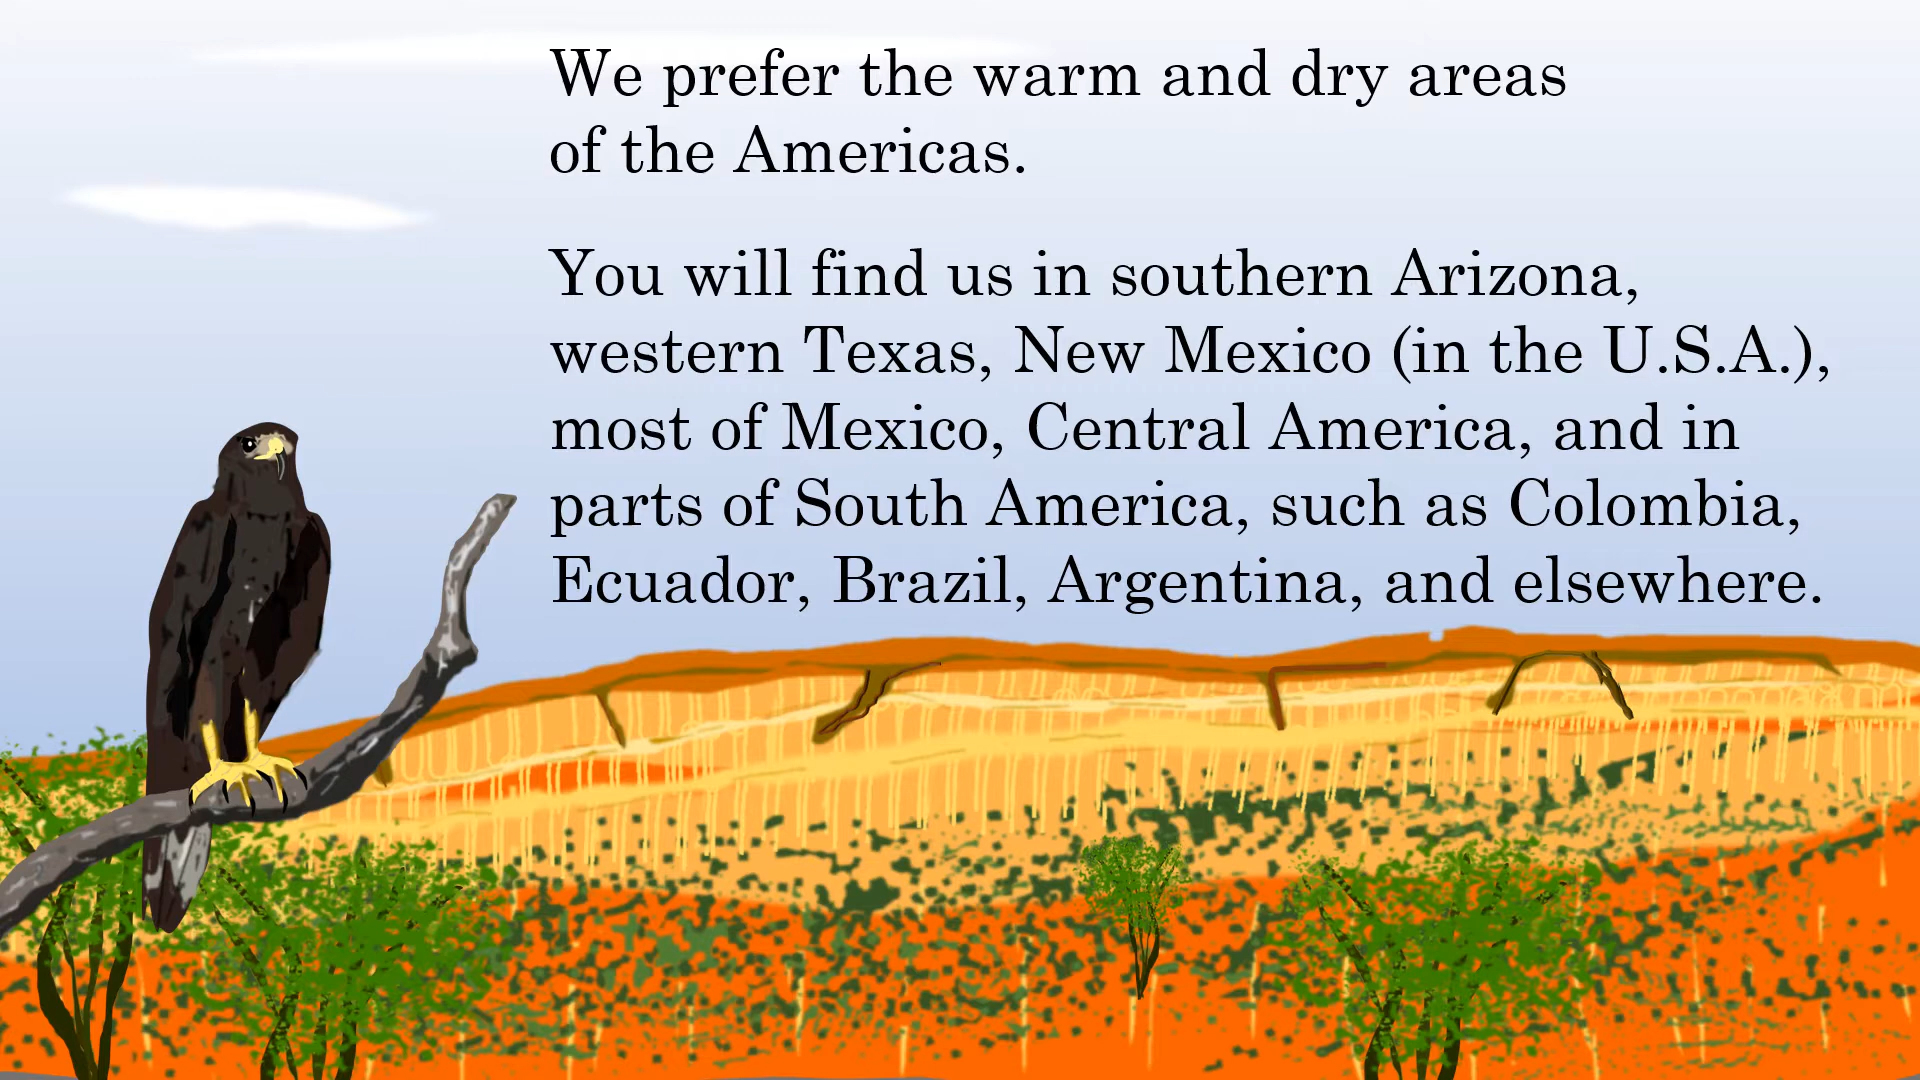 We prefer the warm and dry areas
of the Americas.
You will find us in southern Arizona,
western Texas, New Mexico (in the U.S.A.),
most of Mexico, Central America, and in
parts of South America, such as Colombia,
Ecuador, Brazil, Argentina, and elsewhere.